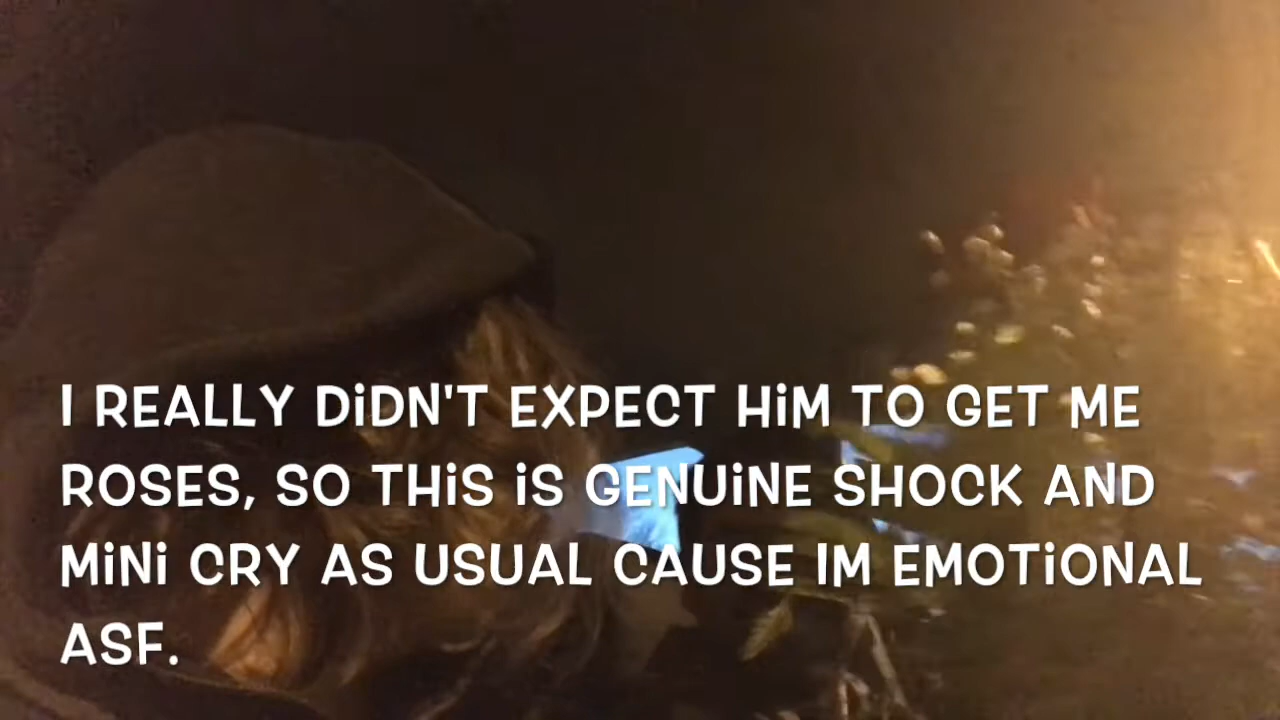 I REALLY DiDN'T EXPECT HiM TO GET ME
ROSES, SO THiS iS GENUiNE SHOCK AND
MiNi CRY AS USUAL CAUSE IM EMOTiONAL
ASF.